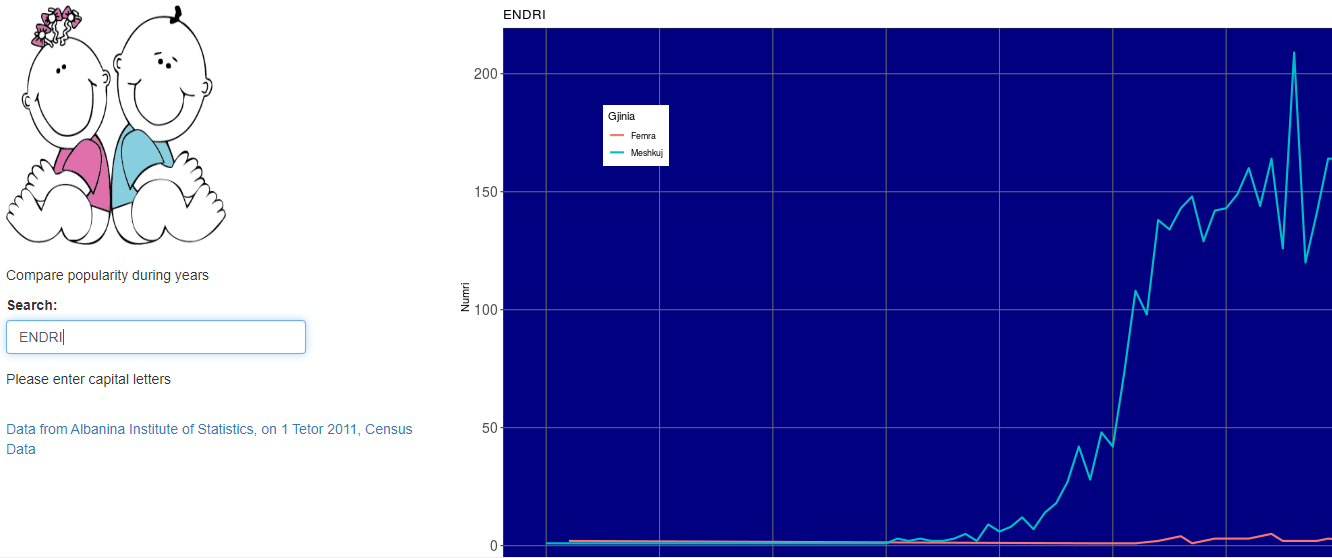 Compare popularity during years
Search:
ENDRI
Please enter capital letters
Data from Albanina Institute of Statistics, on 1 Tetor 2011, Census
Data
ENDRI
Numri
200
150
100
50
0
Gjinia
Femra
Meshkuj